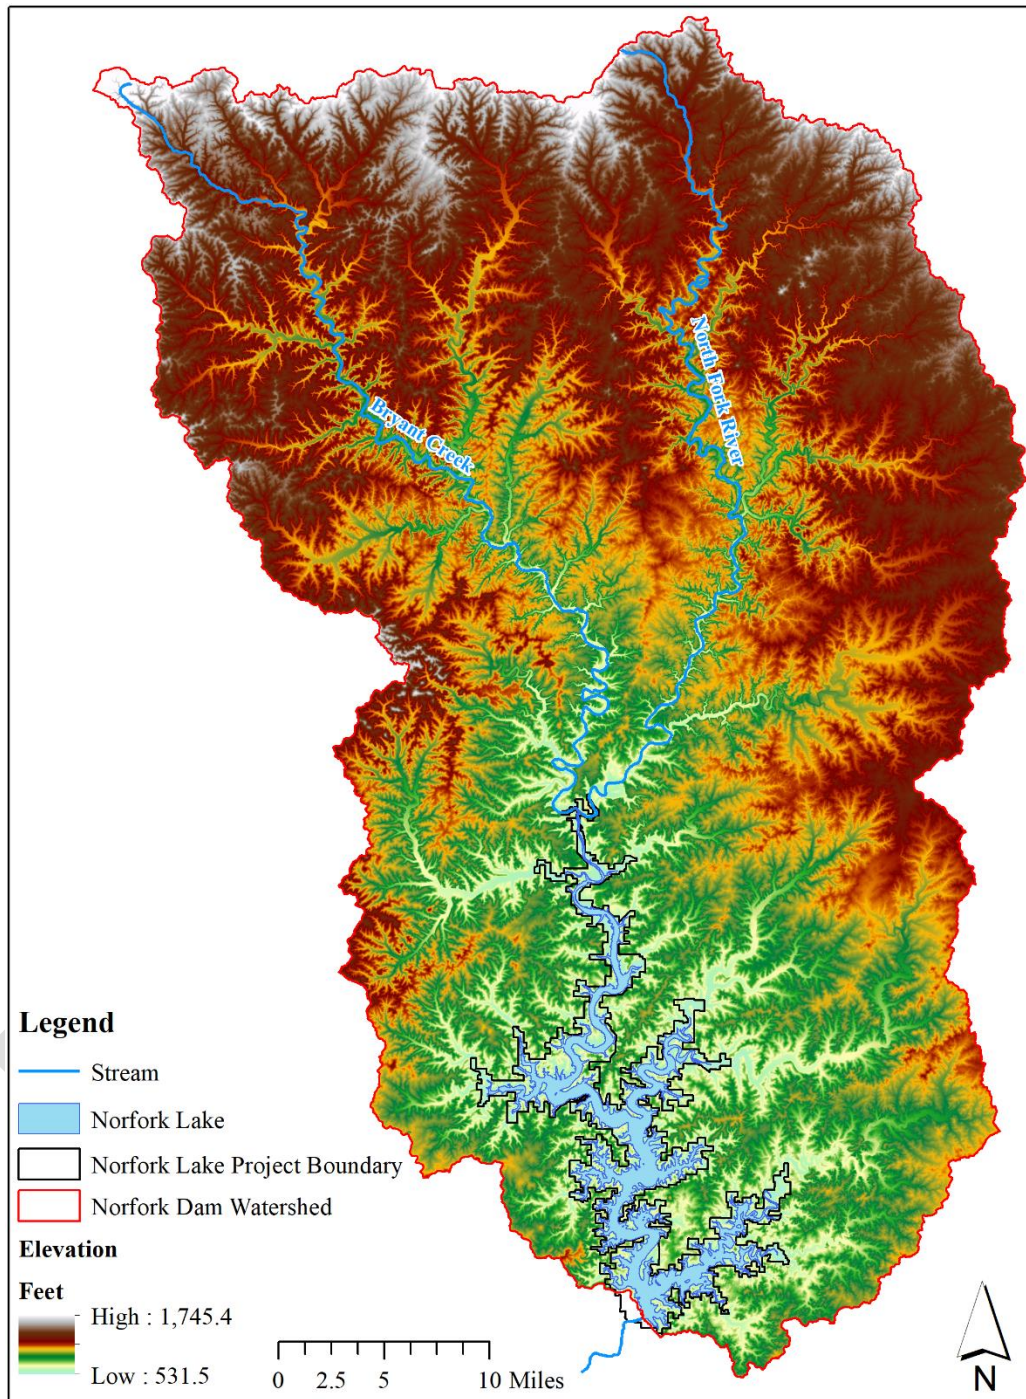 Bryant Creek
North Fork River
Legend
Stream
Norfork Lake
Norfork Lake Project Boundary
Norfork Dam Watershed
Elevation
Feet
High : 1,745.4
Low : 531.5
0 2.5 5 10 Miles
N